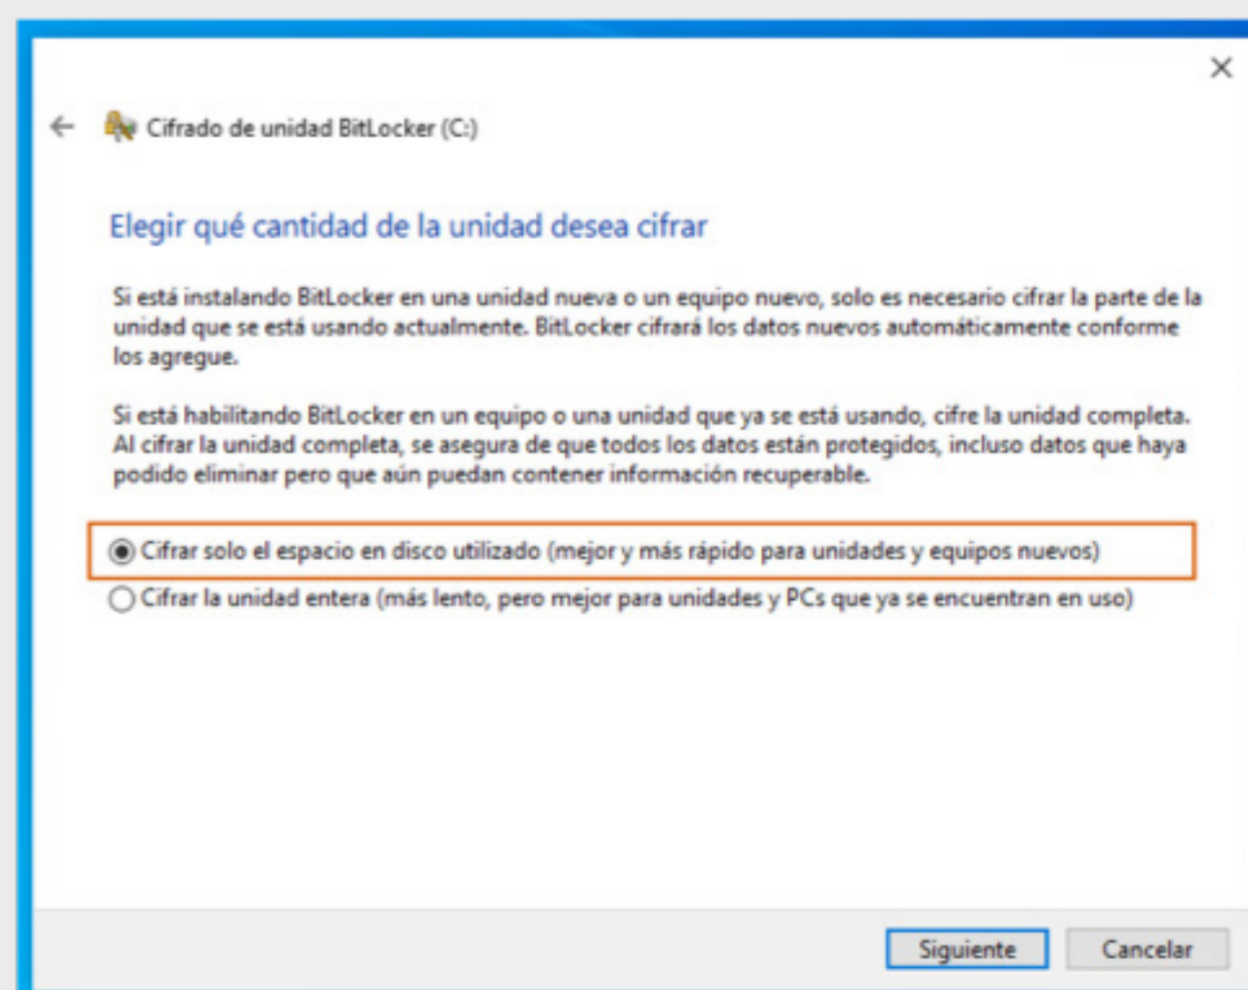 Cifrado de unidad BitLocker (C:)
Elegir qué cantidad de la unidad desea cifrar
Si está instalando BitLocker en una unidad nueva o un equipo nuevo, solo es necesario cifrar la parte de la
unidad que se está usando actualmente. BitLocker cifrará los datos nuevos automáticamente conforme
los agregue.
Si está habilitando BitLocker en un equipo o una unidad que ya se está usando, cifre la unidad completa.
Al cifrar la unidad completa, se asegura de que todos los datos están protegidos, incluso datos que haya
podido eliminar pero que aún puedan contener información recuperable.
Cifrar solo el espacio en disco utilizado (mejor y más rápido para unidades y equipos nuevos)
Cifrar la unidad entera (más lento, pero mejor para unidades y PCs que ya se encuentran en uso)
Siguiente Cancelar